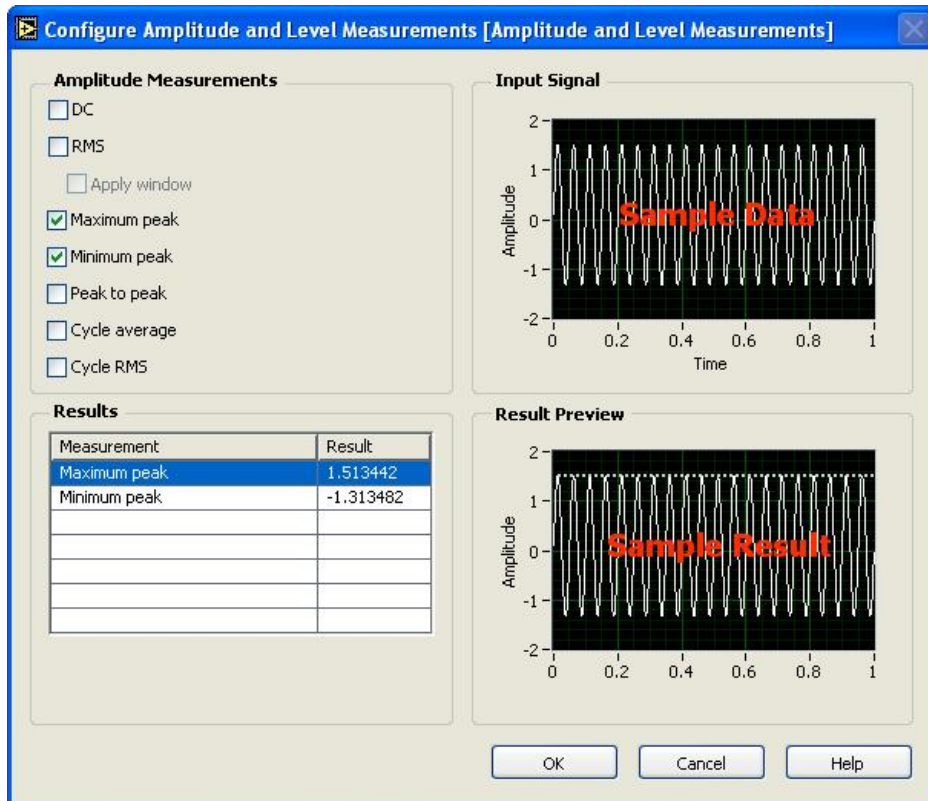 Configure Amplitude and Level Measurements [Amplitude and Level Measurements]
Amplitude Measurements
DC
RMS
Apply window
Maximum peak
Minimum peak
Peak to peak
Cycle average
Cycle RMS
Input Signal
2
1
0
-1
-2
Amplitude
Sample Data
0 0.2 0.4 0.6 0.8 1
Time
Results
Measurement Result
Maximum peak 1.513442
Minimum peak -1.313482
Result Preview
2
1
0
-1
-2
Amplitude
Sample Result
0 0.2 0.4 0.6 0.8 1
OK Cancel Help